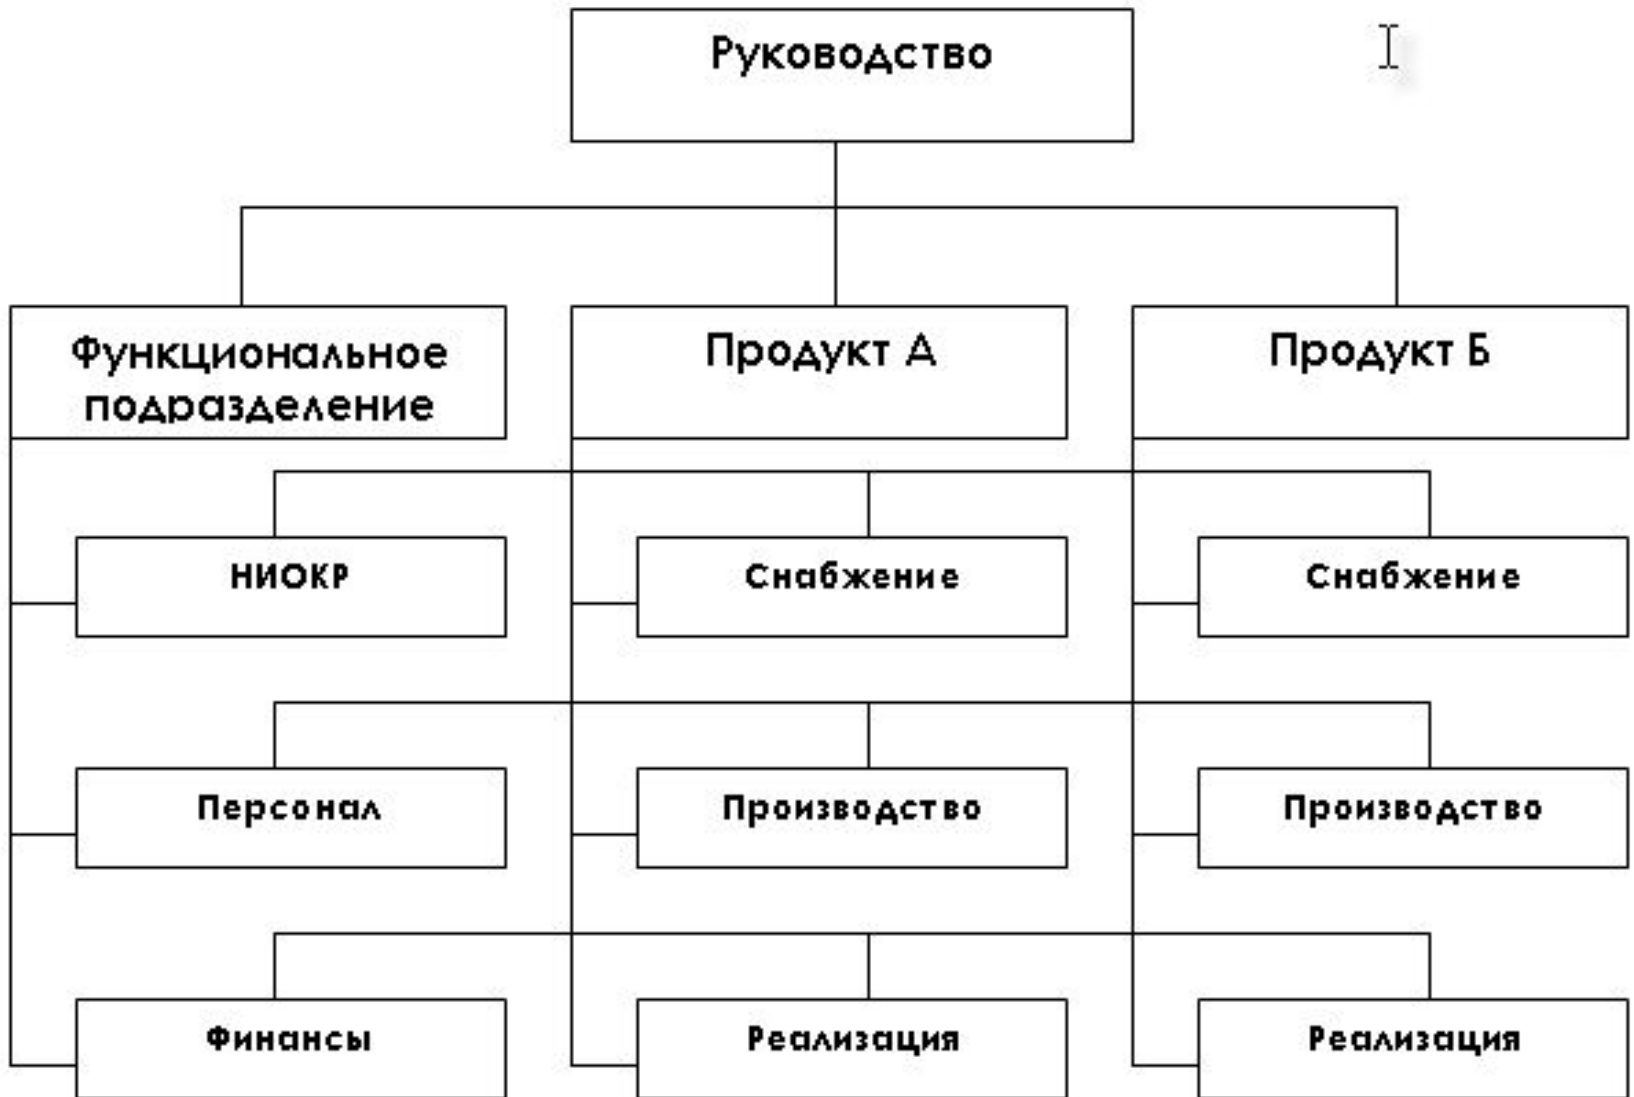 Руководство
Функциональное
подразделение
Продукт А
Продукт Б
НИОКР
Снабжение
Снабжение
Персонал
Производство
Производство
Финансы
Реализация
Реализация